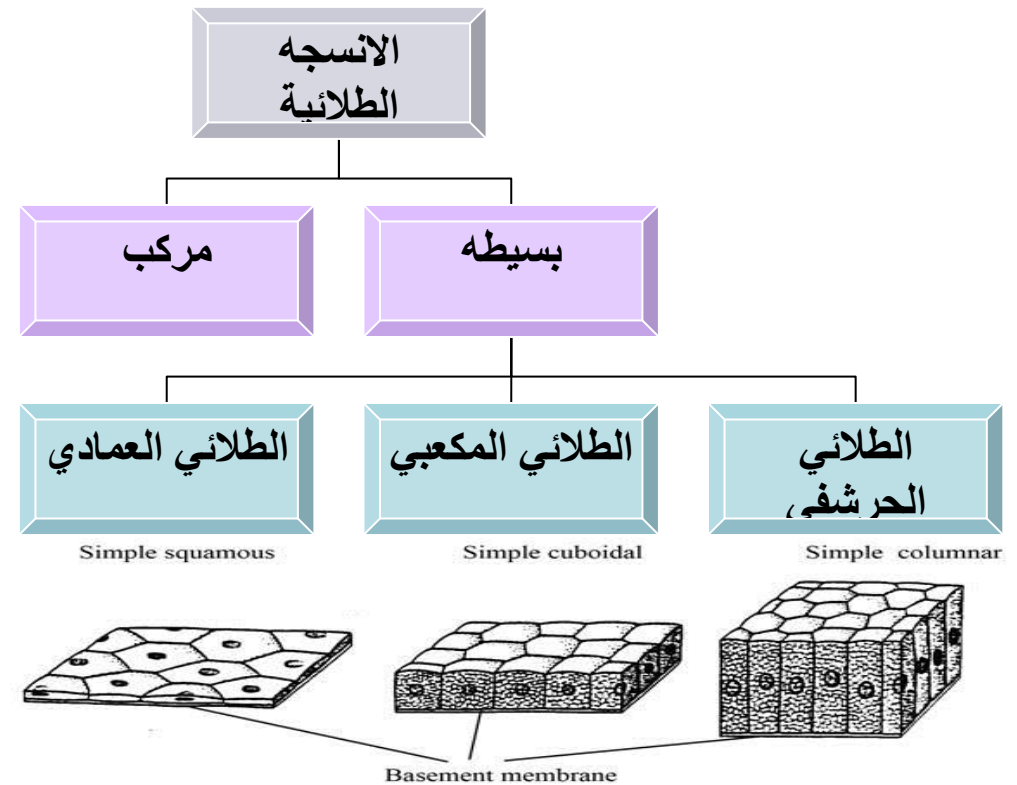 الانسجه
الطلائية
بسيطه
مركب
الطلائي
الحرشفي
الطلائي المكعبي
الطلائي العمادي
Simple squamous
Simple cuboidal
Simple columnar
Basement membrane